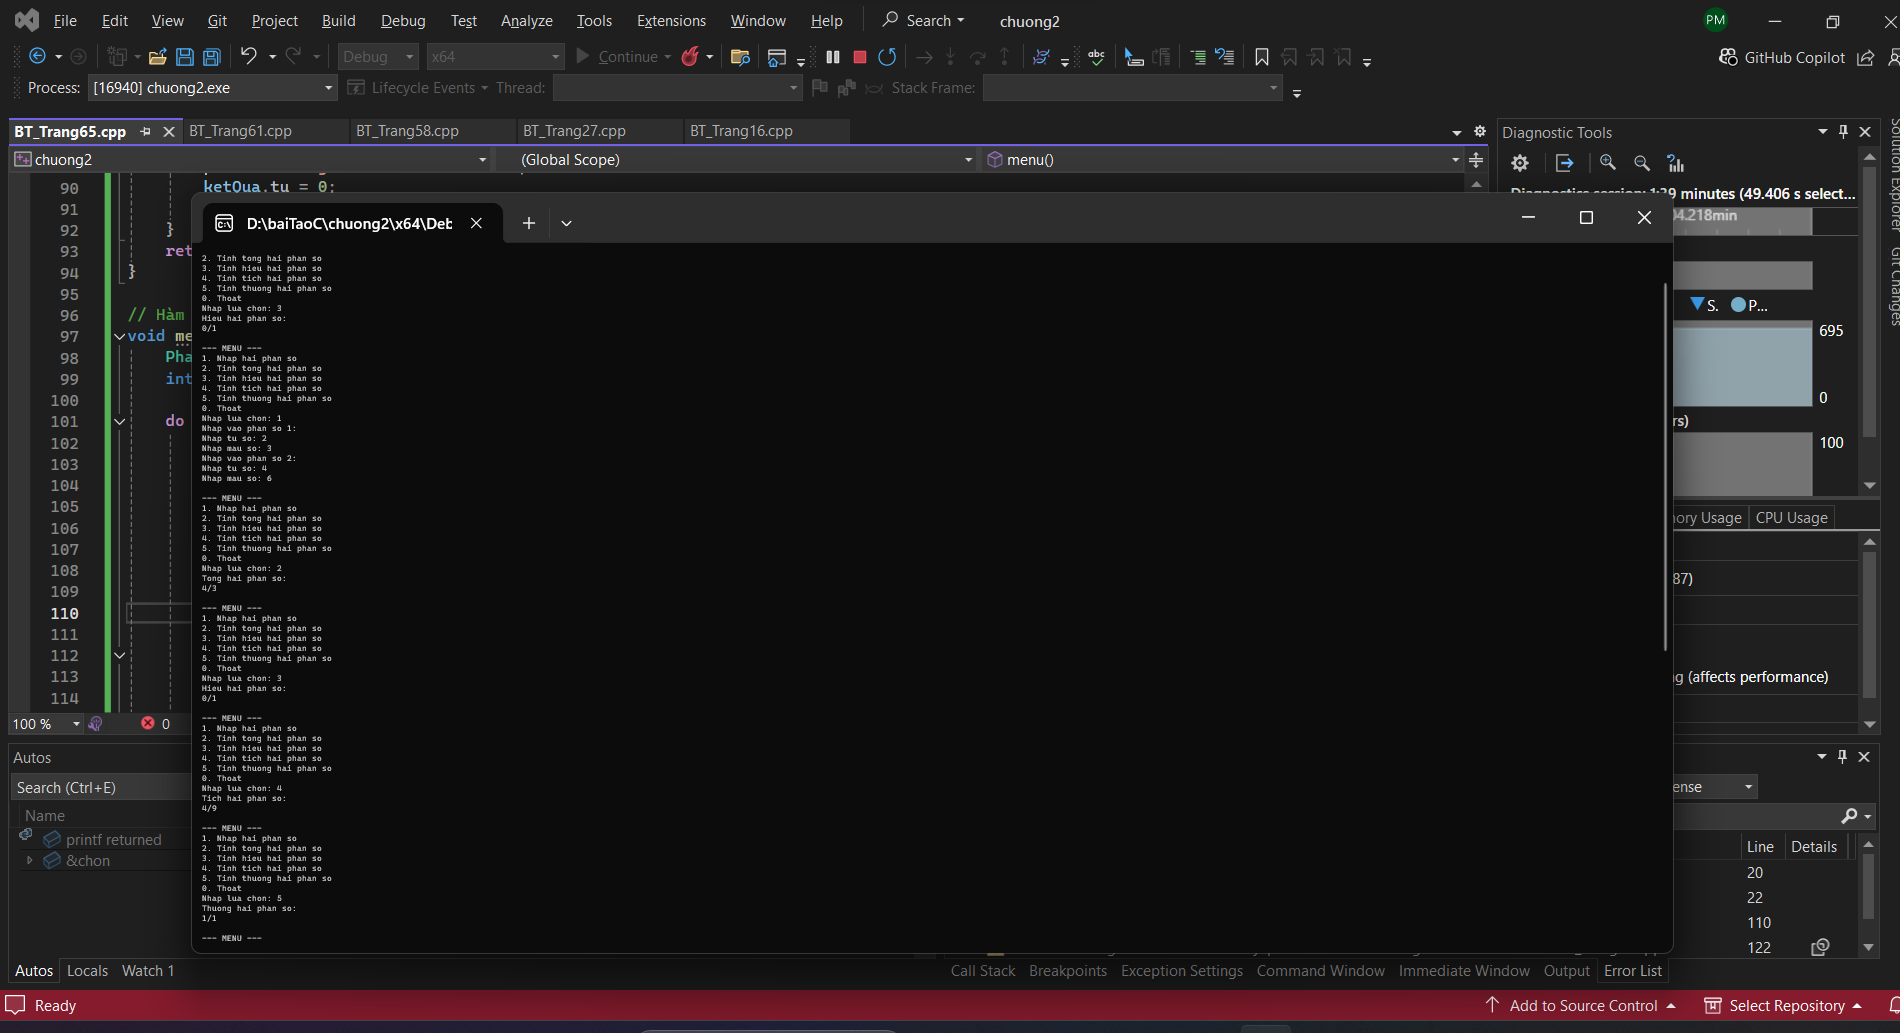 File Edit View Git Project Build Debug Test Analyze Tools Extensions Window Help Search chuong2 PM
Debug x64 Continue GitHub Copilot
Process: [16940] chuong2.exe Lifecycle Events Thread: Stack Frame:
BT_Trang65.cpp BT_Trang61.cpp BT_Trang58.cpp BT_Trang27.cpp BT_Trang16.cpp
chuong2 (Global Scope) menu()
90 ketQua.tu = 0;
91
92 }
93 ret
94 }
95
96 // Hàm
97 void me
98 Pha
99 int
100
101 do
102
103
104
105
106
107
108
109
110
111
112
113
114
100 % 0
D:\baiTaoC\chuong2\x64\Deb
2. Tinh tong hai phan so
3. Tinh hieu hai phan so
4. Tinh tich hai phan so
5. Tinh thuong hai phan so
0. Thoat
Nhap lua chon: 3
Hieu hai phan so:
0/1
--- MENU ---
1. Nhap hai phan so
2. Tinh tong hai phan so
3. Tinh hieu hai phan so
4. Tinh tich hai phan so
5. Tinh thuong hai phan so
0. Thoat
Nhap lua chon: 1
Nhap vao phan so 1:
Nhap tu so: 2
Nhap mau so: 3
Nhap vao phan so 2:
Nhap tu so: 4
Nhap mau so: 6
--- MENU ---
1. Nhap hai phan so
2. Tinh tong hai phan so
3. Tinh hieu hai phan so
4. Tinh tich hai phan so
5. Tinh thuong hai phan so
0. Thoat
Nhap lua chon: 2
Tong hai phan so:
4/3
--- MENU ---
1. Nhap hai phan so
2. Tinh tong hai phan so
3. Tinh hieu hai phan so
4. Tinh tich hai phan so
5. Tinh thuong hai phan so
0. Thoat
Nhap lua chon: 3
Hieu hai phan so:
0/1
--- MENU ---
1. Nhap hai phan so
2. Tinh tong hai phan so
3. Tinh hieu hai phan so
4. Tinh tich hai phan so
5. Tinh thuong hai phan so
0. Thoat
Nhap lua chon: 4
Tich hai phan so:
4/9
--- MENU ---
1. Nhap hai phan so
2. Tinh tong hai phan so
3. Tinh hieu hai phan so
4. Tinh tich hai phan so
5. Tinh thuong hai phan so
0. Thoat
Nhap lua chon: 5
Thuong hai phan so:
1/1
--- MENU ---
Diagnostic Tools
minutes (49.406 s select...
04.218min
S. P...
695
0
rs)
100
Usage CPU Usage
87)
(affects performance)
Solution Explorer
Git Changes
Autos
Search (Ctrl+E)
Name
printf returned
&chon
Autos Locals Watch 1
ense
Line Details
20
22
110
122
Call Stack Breakpoints Exception Settings Command Window Immediate Window Output Error List
Ready Add to Source Control Select Repository